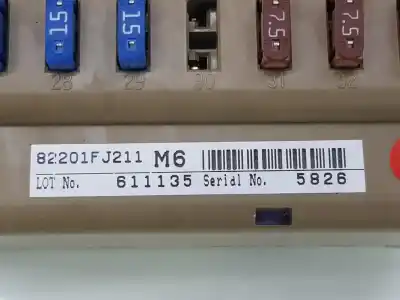 15 15 7.5 7.5
28 29 30 31 32
82201FJ211 M6
LOT No. 611135 Serial No. 5826